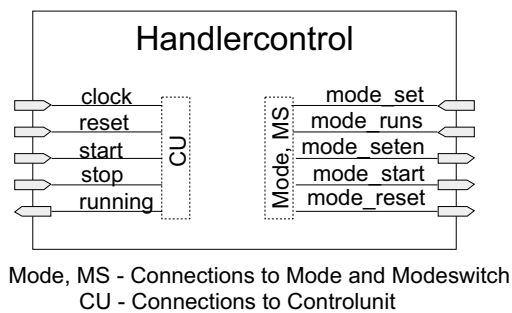 Handlercontrol
clock
reset
start
stop
running
CU
Mode, MS
mode_set
mode_runs
mode_seten
mode_start
mode_reset
Mode, MS - Connections to Mode and Modeswitch
CU - Connections to Controlunit